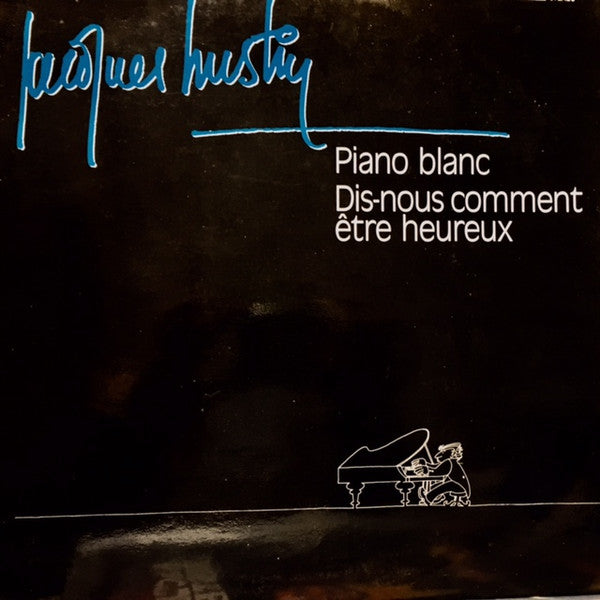 Jacques Hustin
Piano blanc
Dis-nous comment
être heureux